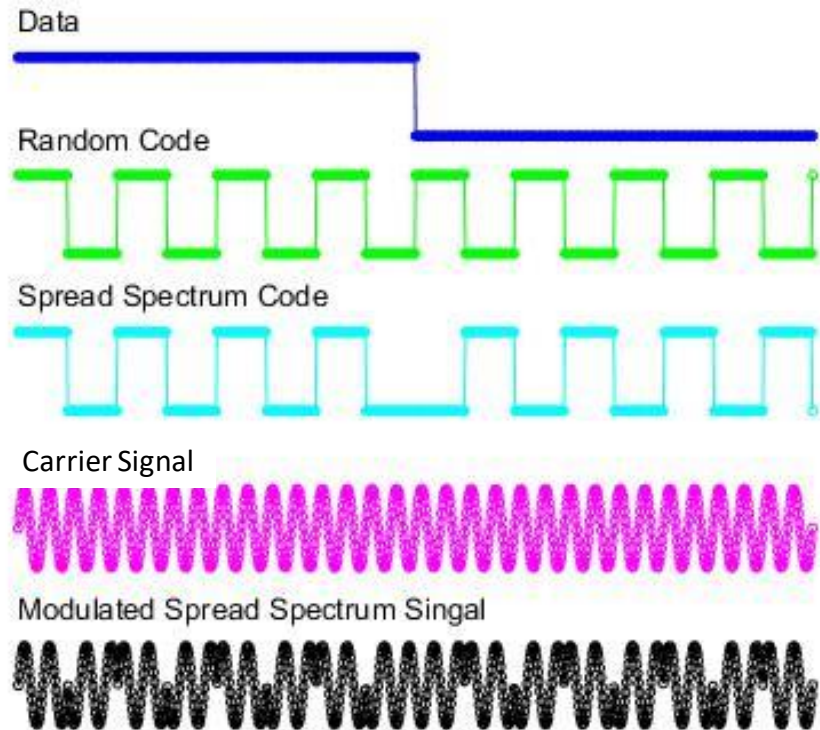 Data
Random Code
Spread Spectrum Code
Carrier Signal
Modulated Spread Spectrum Singal